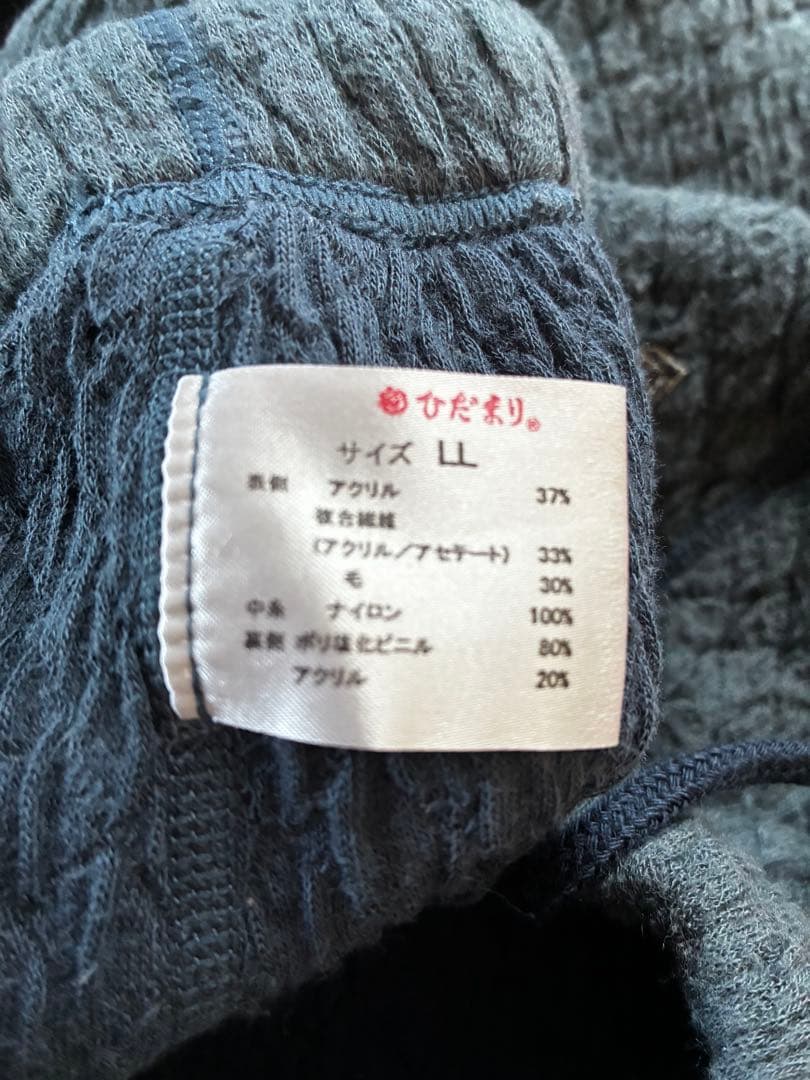 ひだまり®
サイズ LL
表側 アクリル 37%
複合繊維
(アクリル/アセテート) 33%
毛 30%
中糸 ナイロン 100%
裏側 ポリ塩化ビニル 80%
アクリル 20%